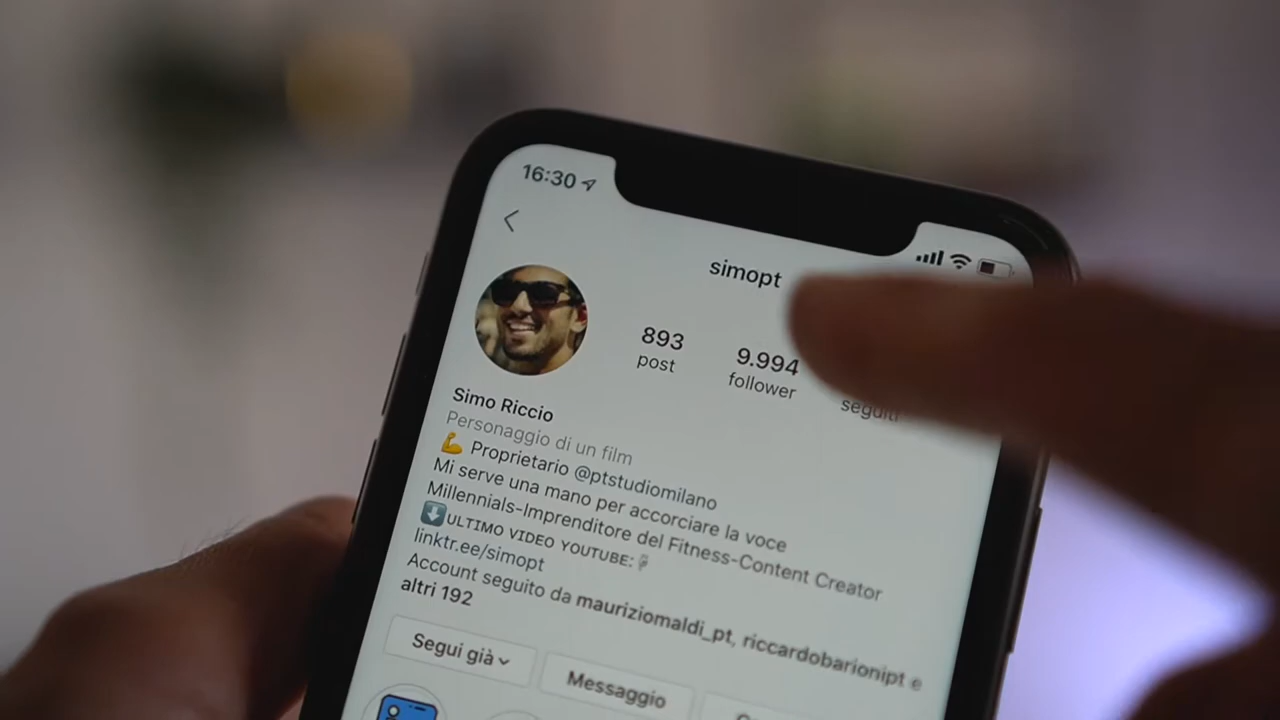 16:30
simopt
893
post
9.994
follower
seguiti
Simo Riccio
Personaggio di un film
💪 Proprietario @ptstudiomilano
Mi serve una mano per accorciare la voce
Millennials-Imprenditore del Fitness-Content Creator
⬇️ULTIMO VIDEO YOUTUBE:
linktr.ee/simopt
Account seguito da mauriziomaldi_pt, riccardobarionipt e
altri 192
Segui già
Messaggio